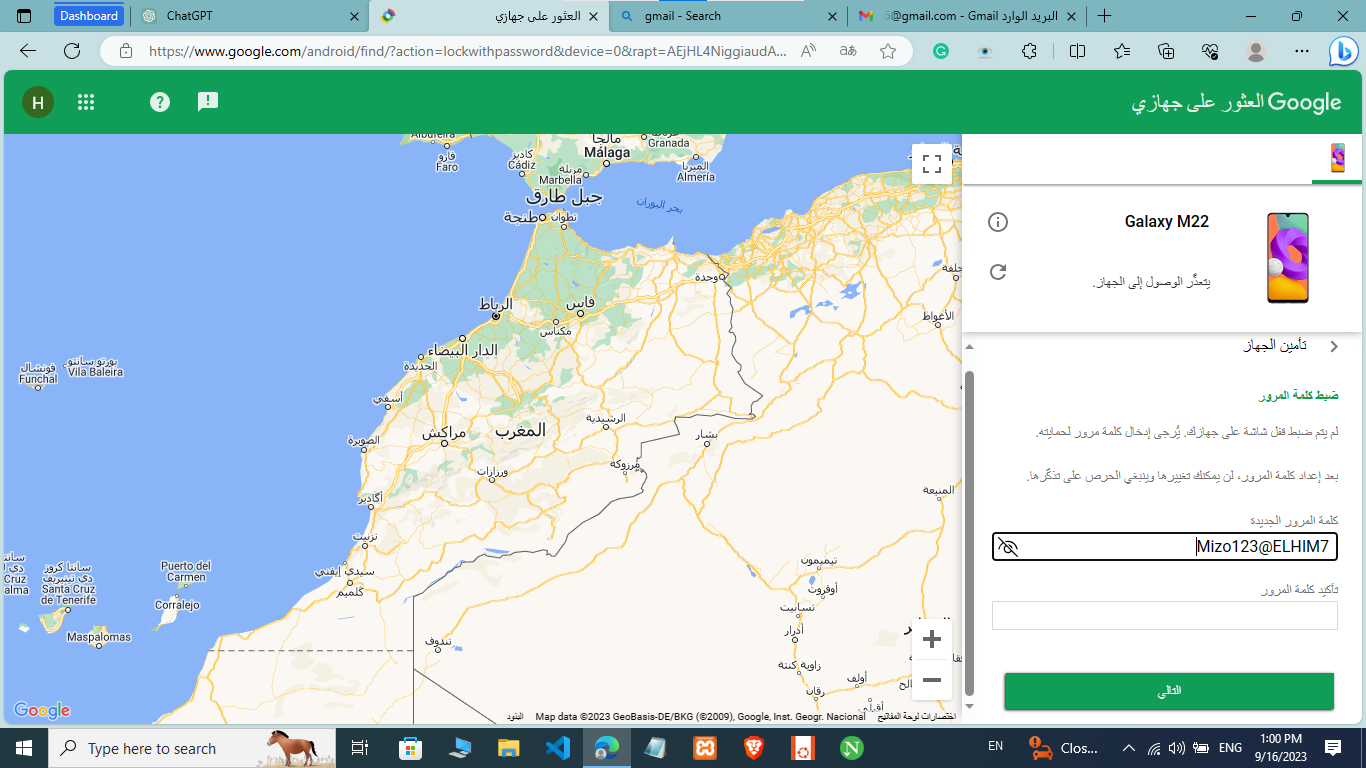 Dashboard
ChatGPT
العثور على جهازي
gmail - Search
5@gmail.com - Gmail البريد الوارد
https://www.google.com/android/find/?action=lockwithpassword&device=0&rapt=AEjHL4NiggiaudA...
H
Google العثور على جهازي
Albufeira
فارو
Faro
كاديز
Cádiz
مالجا
Málaga
غرناطة
Granada
مربلة
Marbella
الميريا
Almería
جبل طارق
بحر البوران
طنجة
تطوان
وجدة
الرباط
فاس
مكناس
الأغواط
الدار البيضاء
الجديدة
فونشال
Funchal
بورتو سانتو
Vila Baleira
أسفي
الصويرة
مراكش
المغرب
الرشيدية
بشار
ورزازات
مرزوكة
أكادير
المنيعة
تزنيت
سيدي إفني
كلميم
سانتا كروز
دي تينيريفي
Santa Cruz
de Tenerife
Puerto del
Carmen
Corralejo
Maspalomas
تيميمون
أوقروت
تسابيت
أدرار
تندوف
زاوية كنتة
أولف
رقان
Google
البنود
Map data ©2023 GeoBasis-DE/BKG (©2009), Google, Inst. Geogr. Nacional
اختصارات لوحة المفاتيح
Galaxy M22
يتعذّر الوصول إلى الجهاز.
تأمين الجهاز
ضبط كلمة المرور
لم يتم ضبط قفل شاشة على جهازك. يُرجى إدخال كلمة مرور لحمايته.
بعد إعداد كلمة المرور، لن يمكنك تغييرها وينبغي الحرص على تذكّرها.
كلمة المرور الجديدة
Mizo123@ELHIM7
تأكيد كلمة المرور
التالي
Type here to search
EN
Clos...
ENG
1:00 PM
9/16/2023